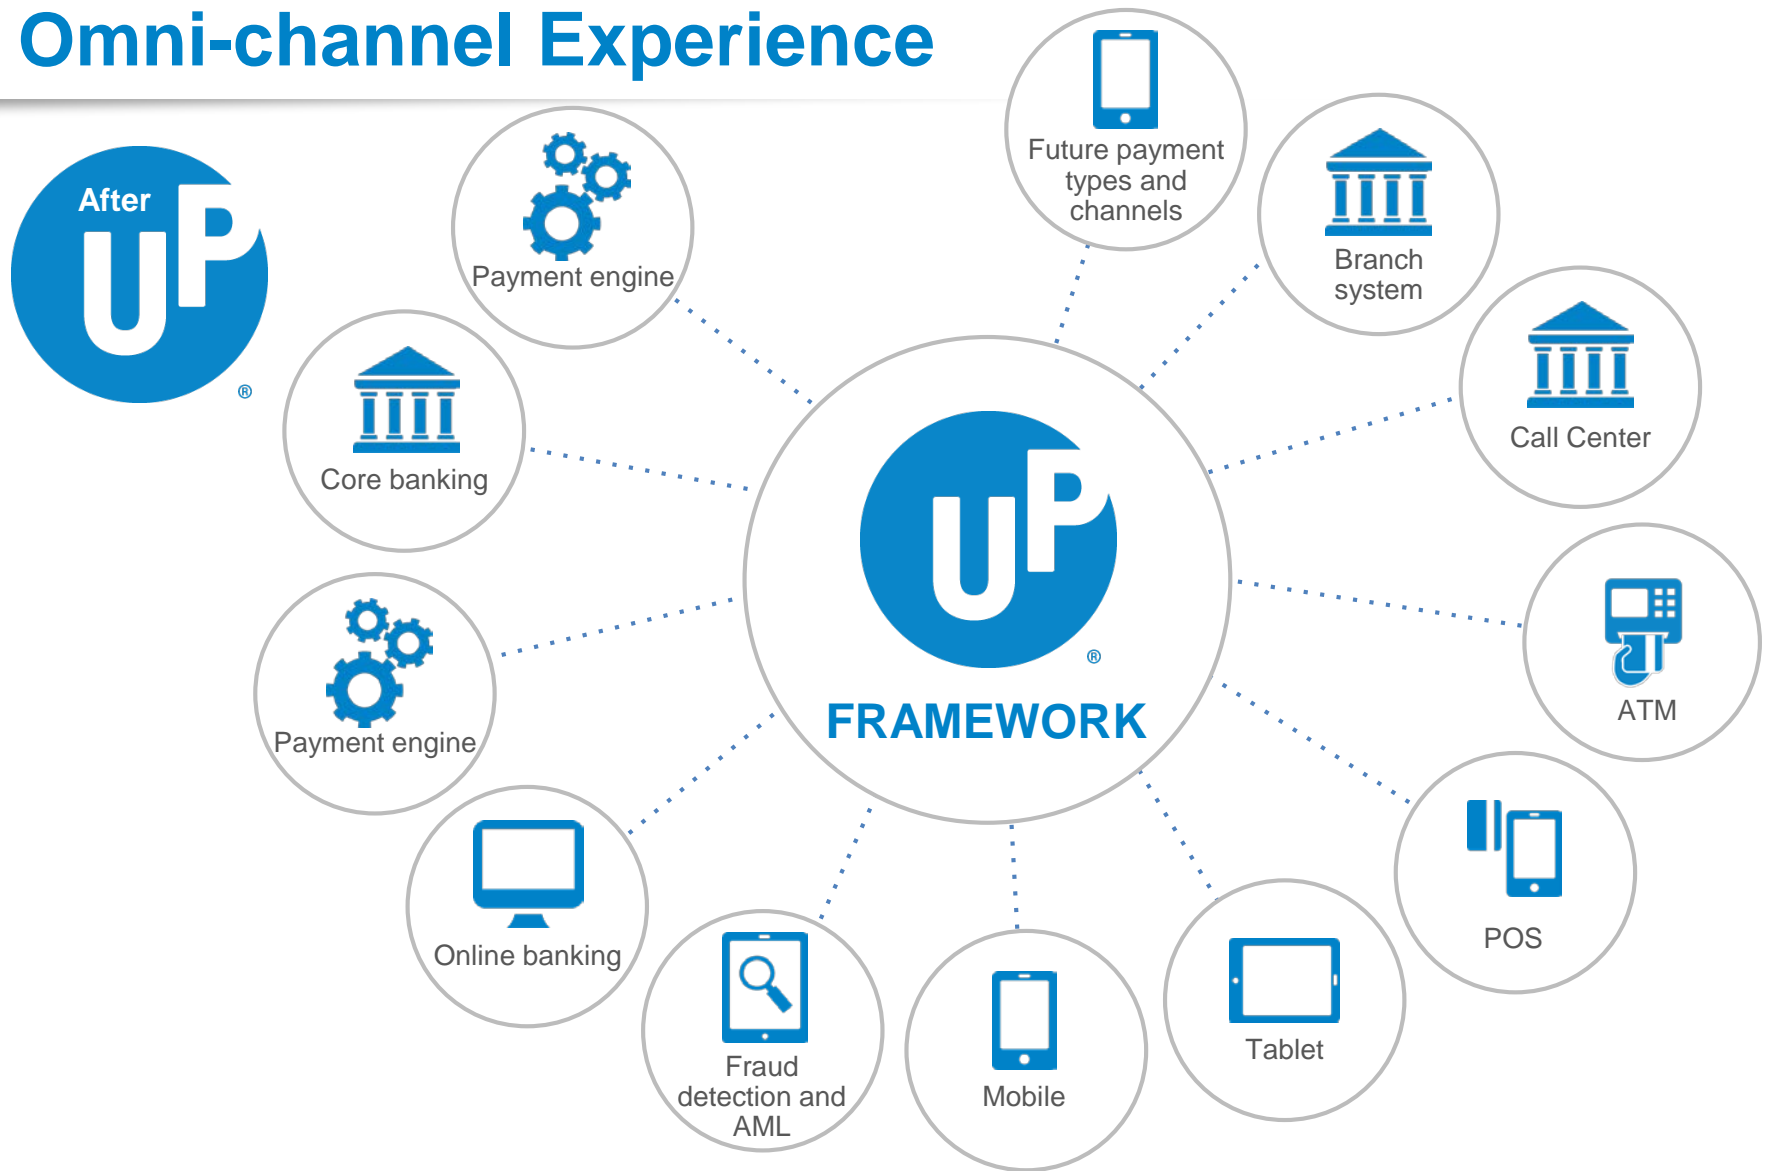 Omni-channel Experience
After
UP
®
Payment engine
Future payment
types and
channels
Branch
system
Core banking
Call Center
UP
®
FRAMEWORK
Payment engine
ATM
Online banking
POS
Fraud
detection and
AML
Mobile
Tablet